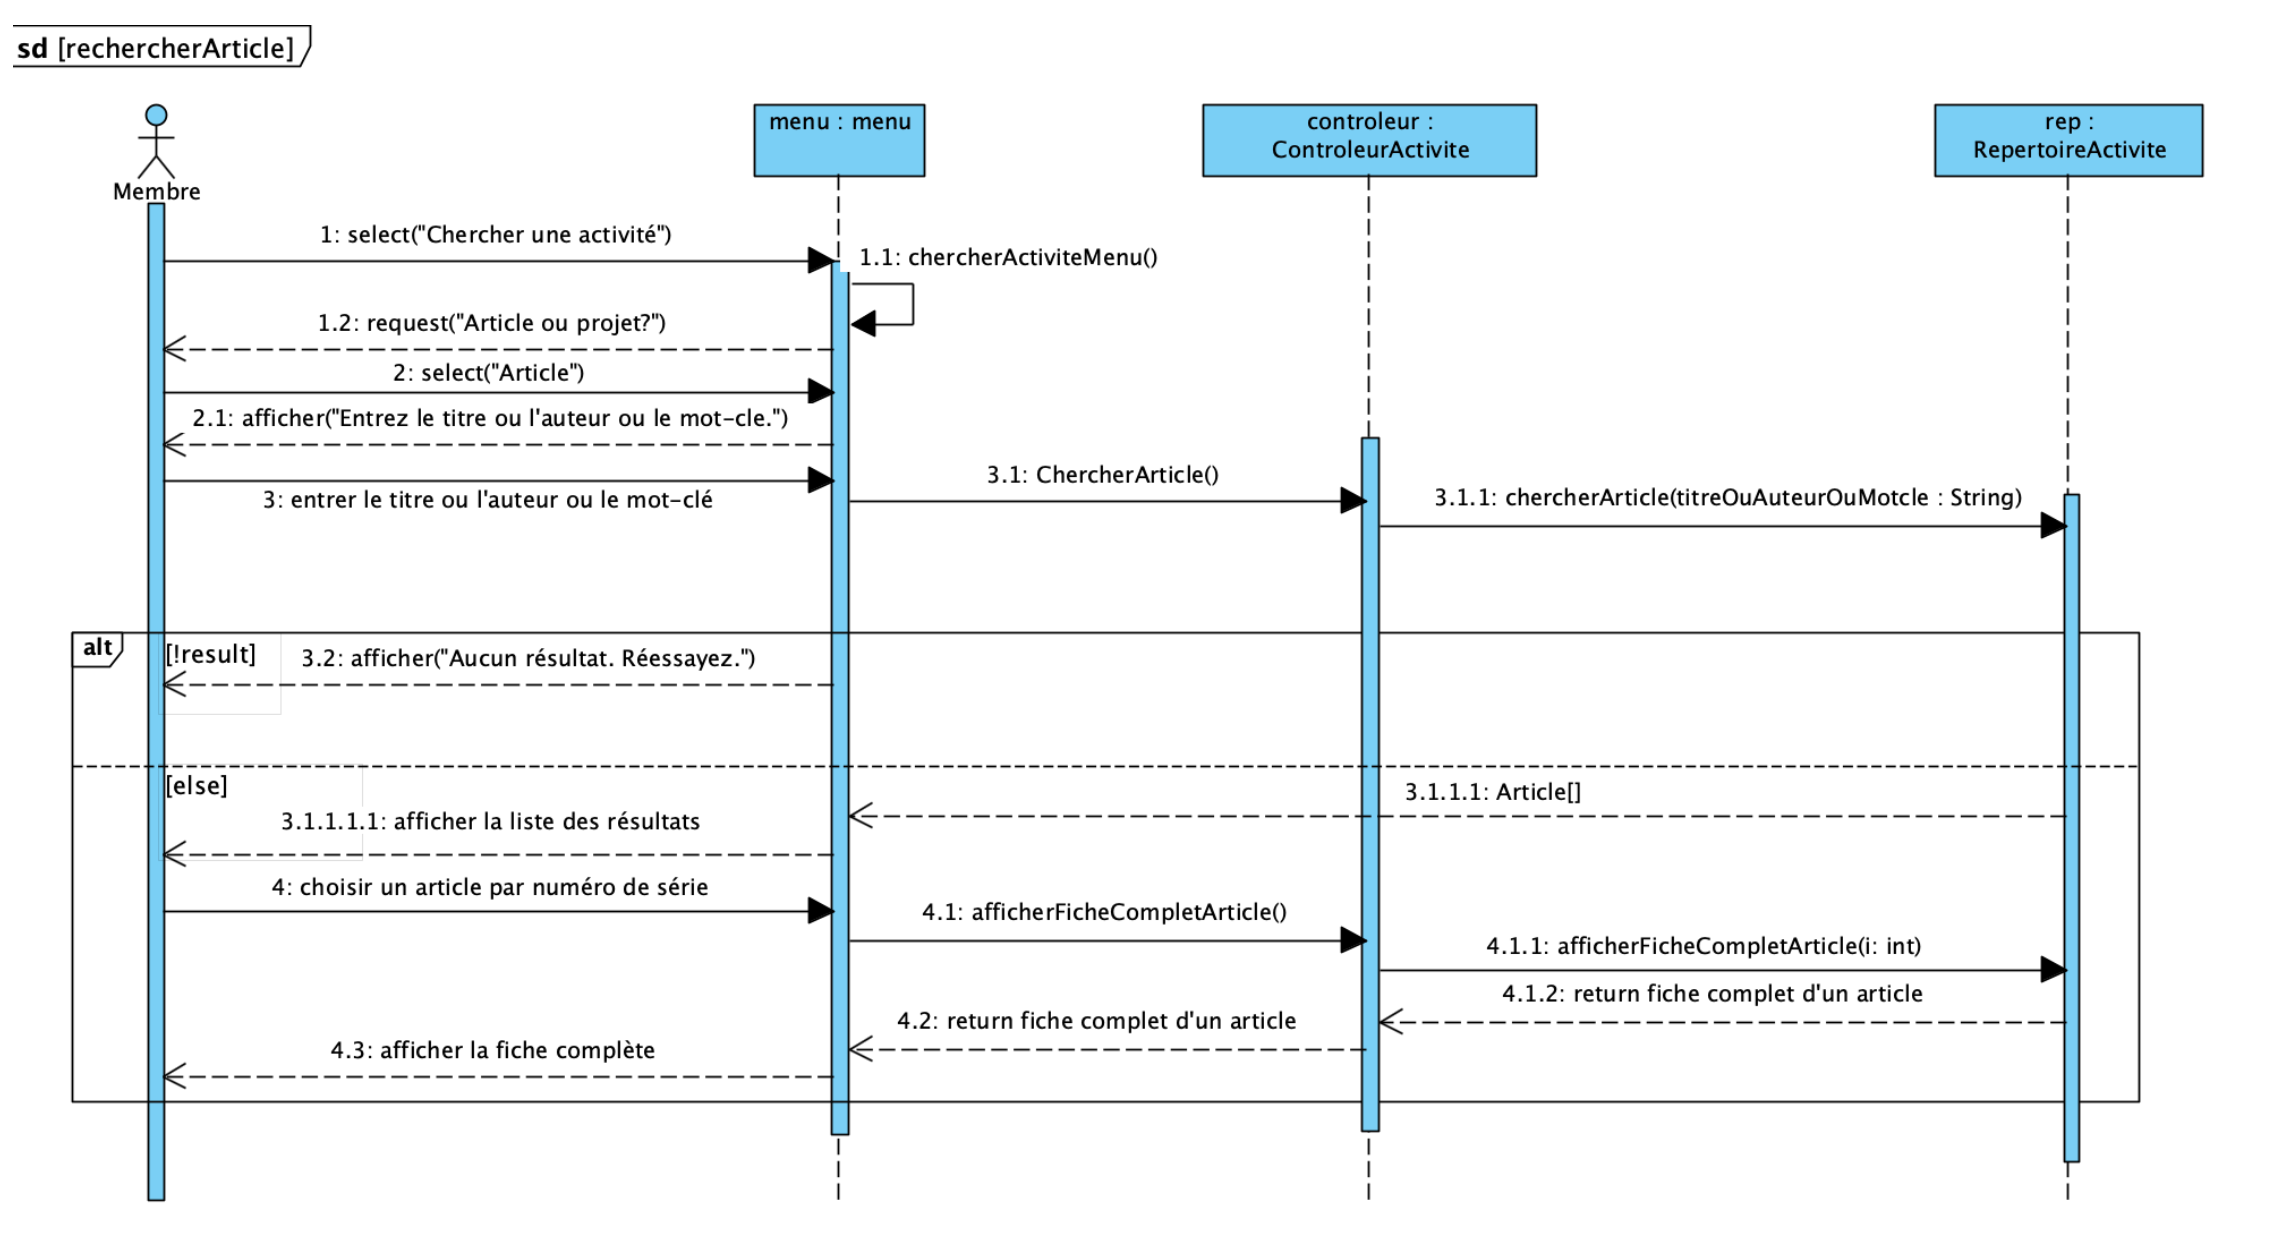 sd [rechercherArticle]
Membre
menu : menu
controleur :
ControleurActivite
rep :
RepertoireActivite
1: select("Chercher une activité")
1.1: chercherActiviteMenu()
1.2: request("Article ou projet?")
2: select("Article")
2.1: afficher("Entrez le titre ou l'auteur ou le mot-cle.")
3: entrer le titre ou l'auteur ou le mot-clé
3.1: ChercherArticle()
3.1.1: chercherArticle(titreOuAuteurOuMotcle : String)
alt
[!result]
3.2: afficher("Aucun résultat. Réessayez.")
[else]
3.1.1.1: Article[]
3.1.1.1.1: afficher la liste des résultats
4: choisir un article par numéro de série
4.1: afficherFicheCompletArticle()
4.1.1: afficherFicheCompletArticle(i: int)
4.1.2: return fiche complet d'un article
4.2: return fiche complet d'un article
4.3: afficher la fiche complète